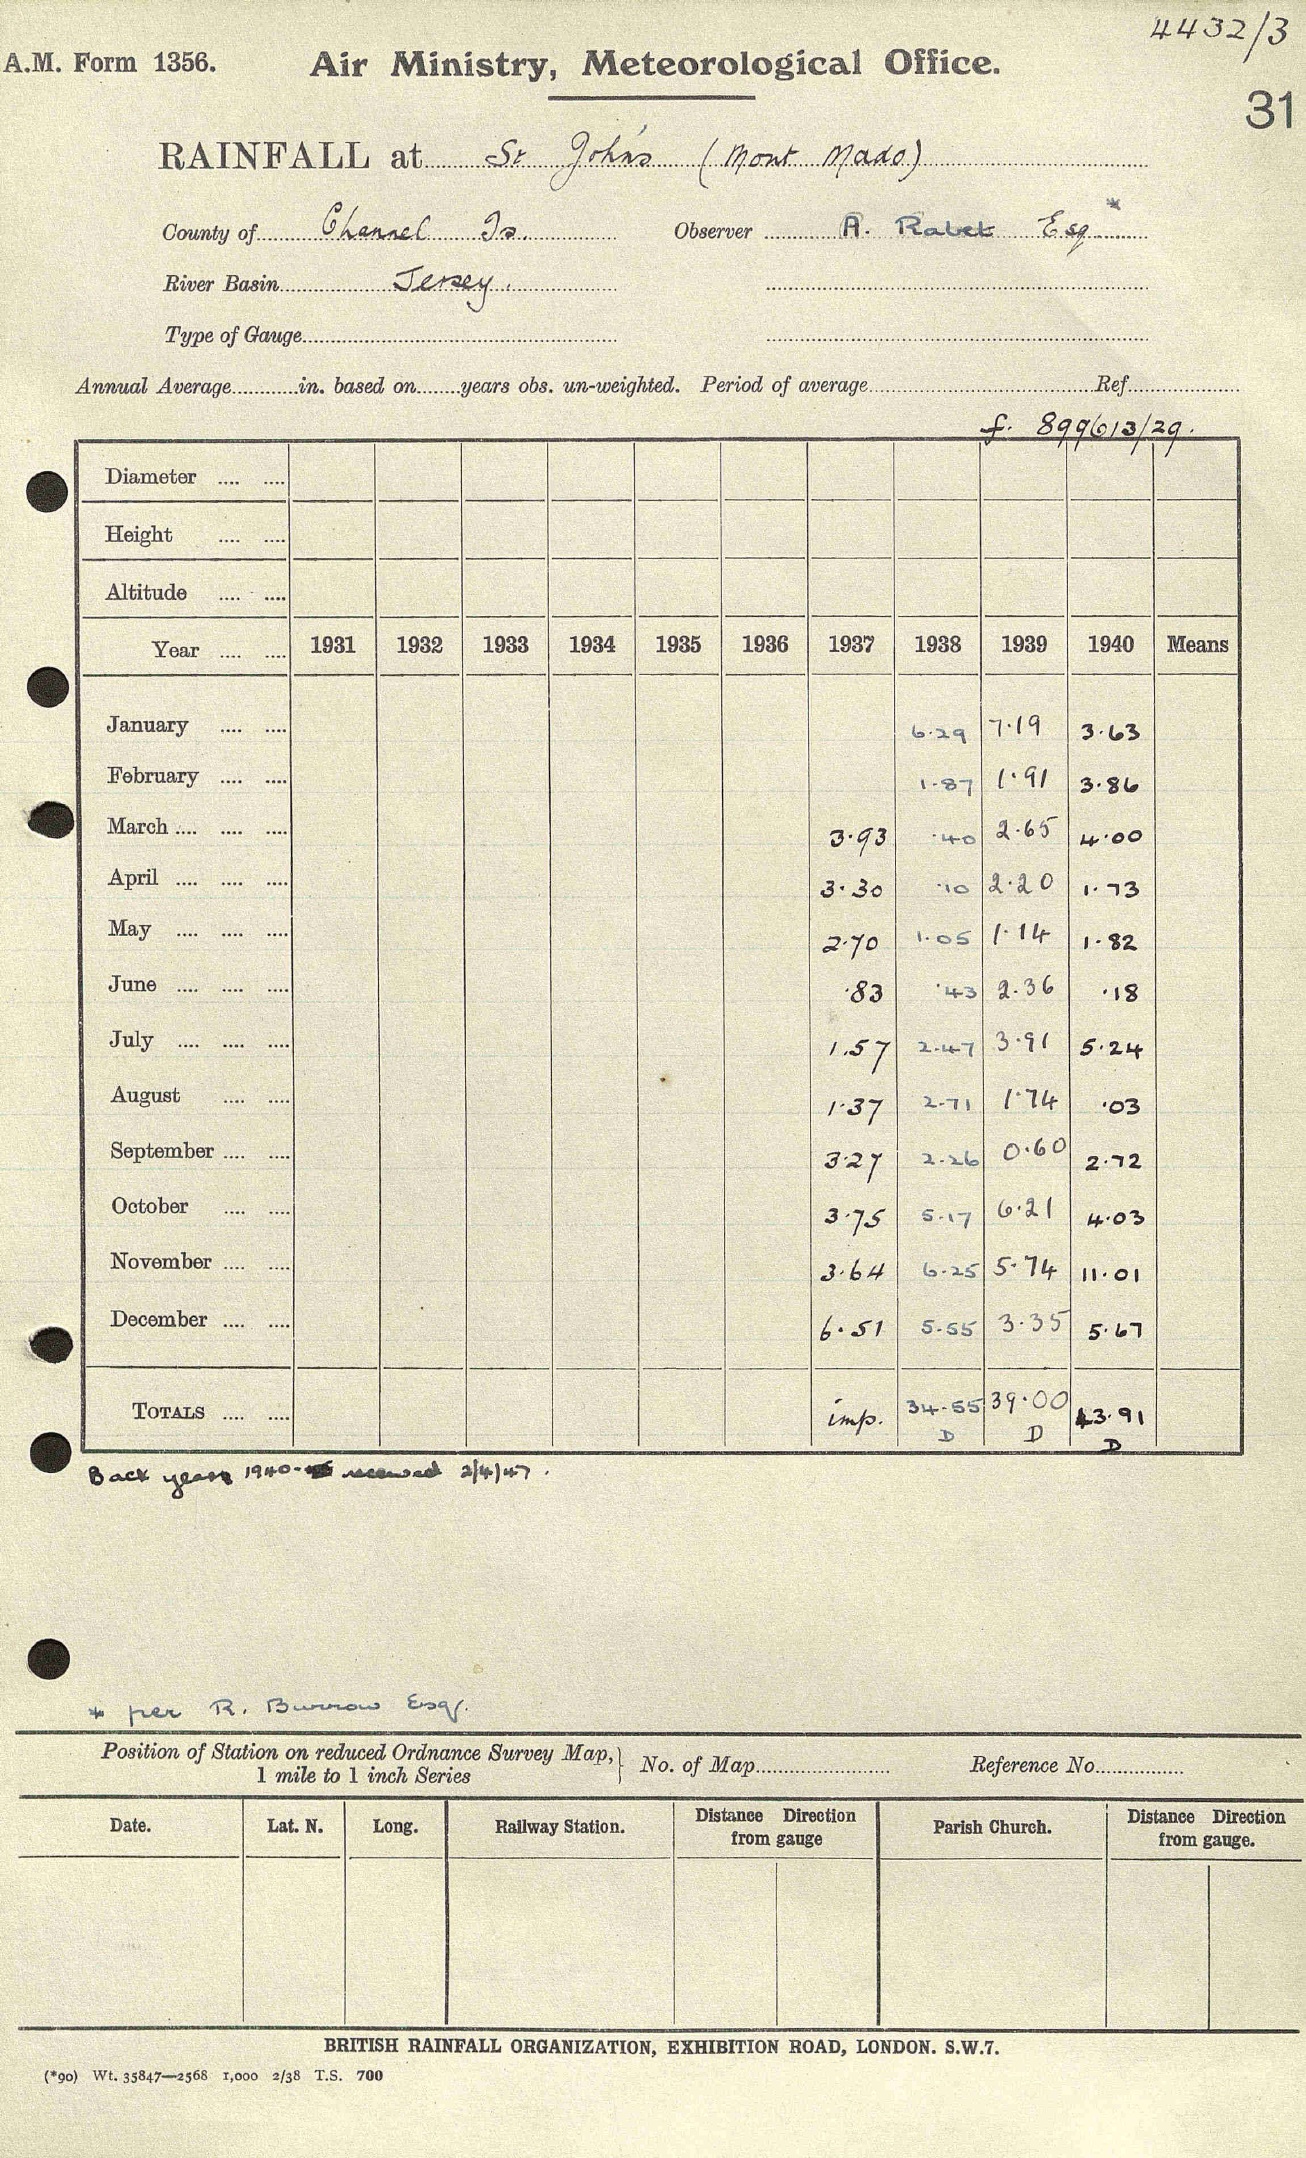 4432/3
A.M. Form 1356. Air Ministry, Meteorological Office.
31
RAINFALL at St John's (Mont Mado)
County of Channel Is. Observer A. Rabet Esq *
River Basin Jersey.
Type of Gauge
Annual Average in. based on years obs. un-weighted. Period of average Ref
f. 899613/29.
Diameter
Height
Altitude
Year 1931 1932 1933 1934 1935 1936 1937 1938 1939 1940 Means
January 6.29 7.19 3.63
February 1.87 1.91 3.86
March 3.93 .40 2.65 4.00
April 3.30 .10 2.20 1.73
May 2.70 1.05 1.14 1.82
June .83 .43 2.36 .18
July 1.57 2.47 3.91 5.24
August 1.37 2.71 1.74 .03
September 3.27 2.26 0.60 2.72
October 3.75 5.17 6.21 4.03
November 3.64 6.25 5.74 11.01
December 6.51 5.55 3.35 5.67
TOTALS imp. 34.55 39.00 43.91
D D D
Back years 1940- received 2/4/47.
* per R. Burrow Esq.
Position of Station on reduced Ordnance Survey Map, } No. of Map Reference No.
1 mile to 1 inch Series
Date. Lat. N. Long. Railway Station. Distance Direction from gauge Parish Church. Distance Direction from gauge.
BRITISH RAINFALL ORGANIZATION, EXHIBITION ROAD, LONDON. S.W.7.
(*90) Wt. 35847—2568 1,000 2/38 T.S. 700